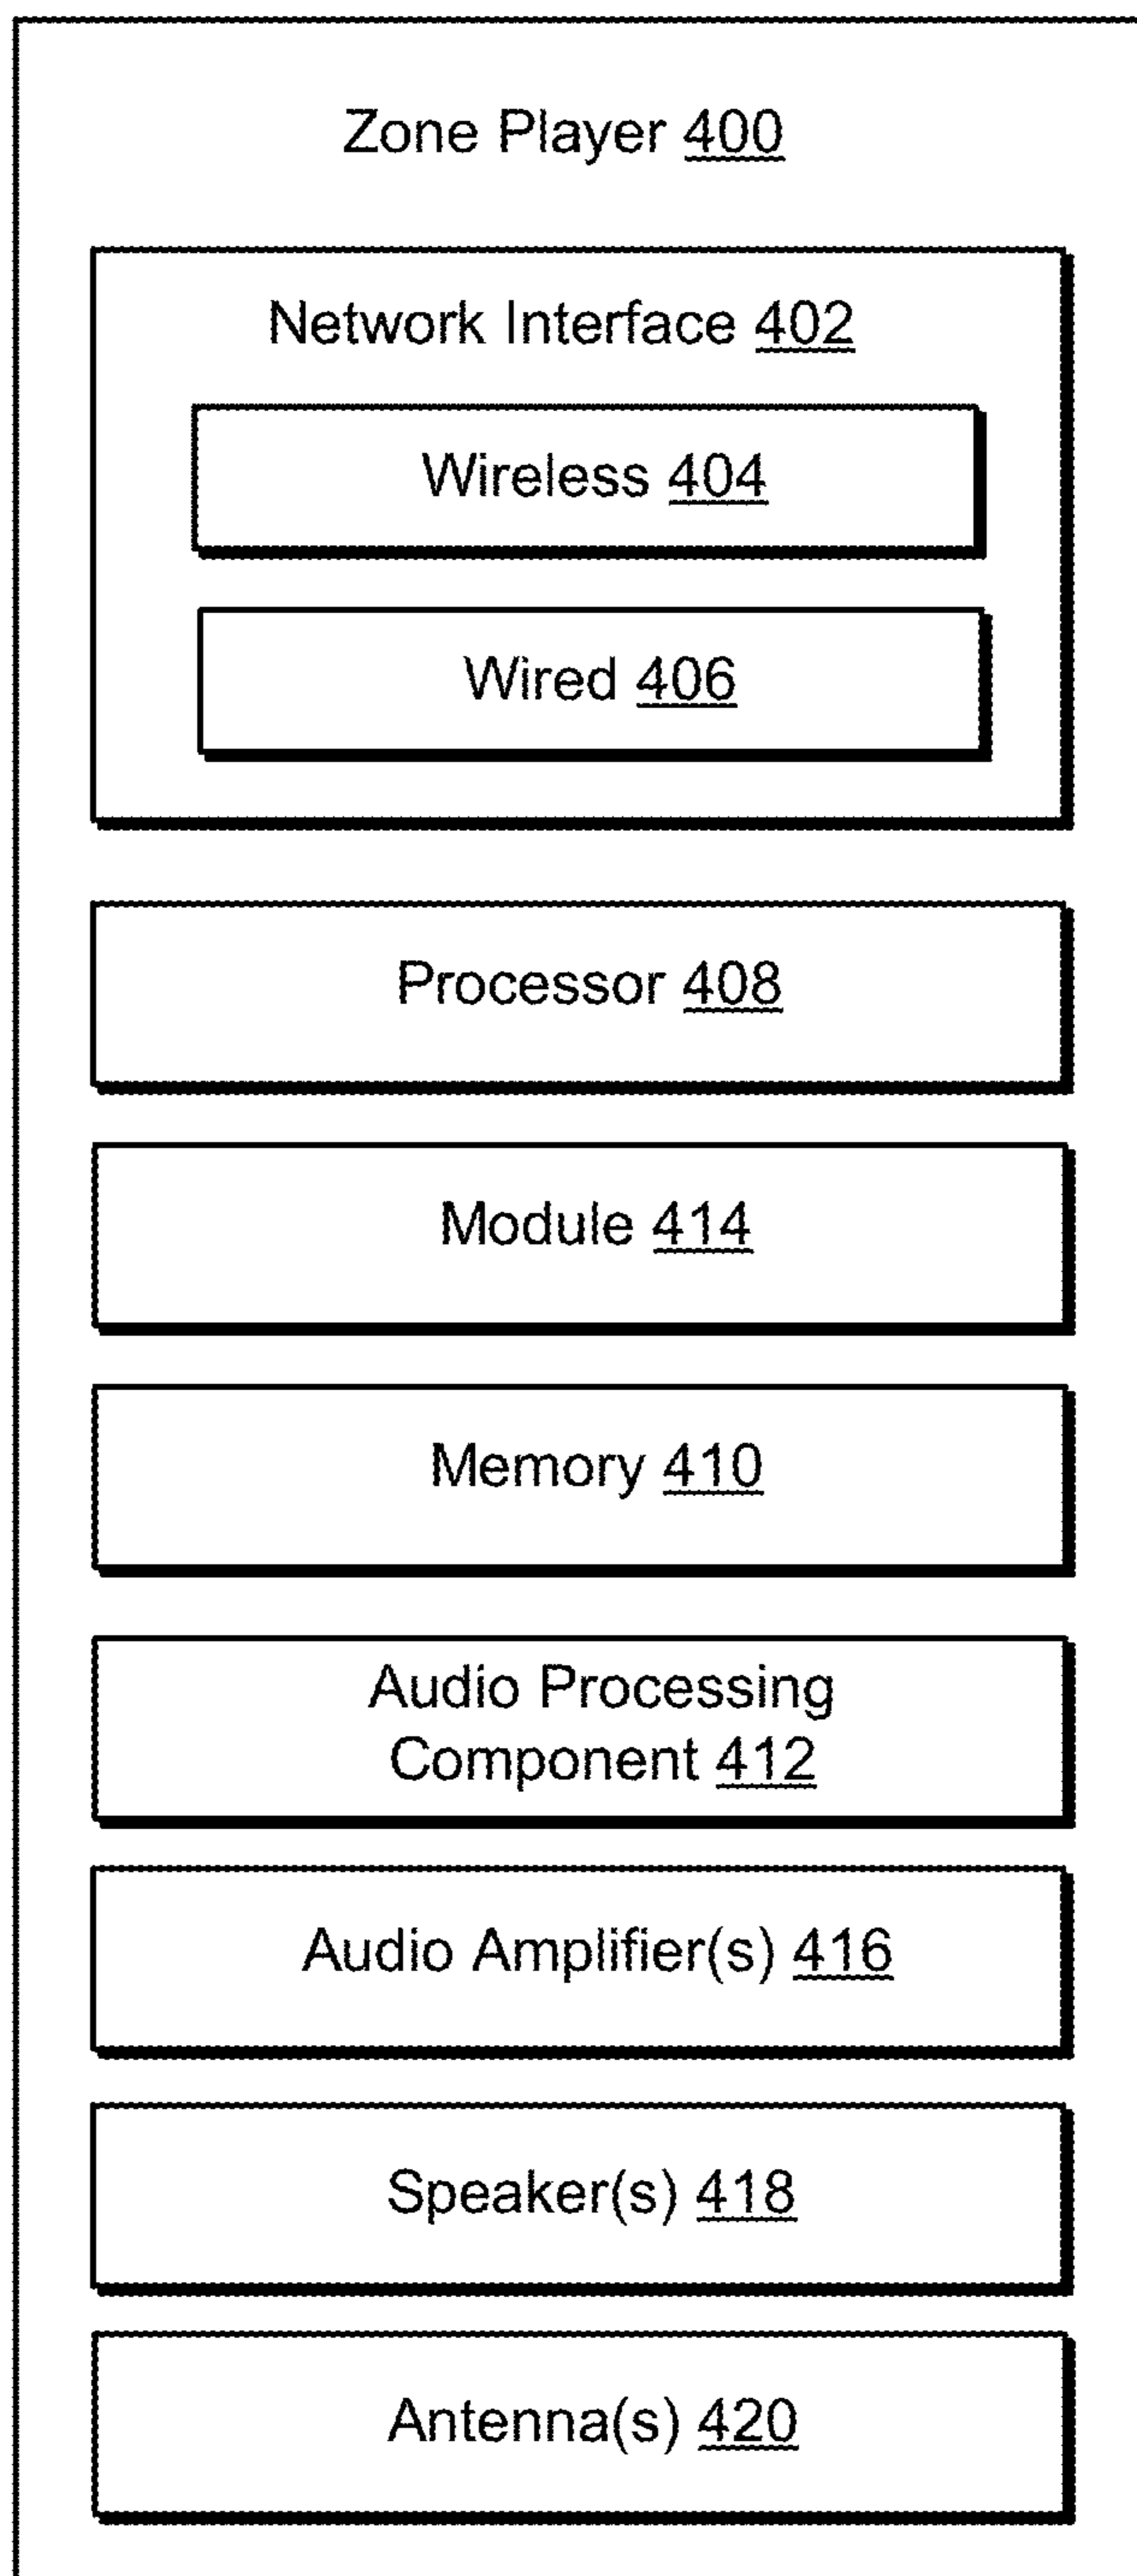 Zone Player 400
Network Interface 402
Wireless 404
Wired 406
Processor 408
Module 414
Memory 410
Audio Processing
Component 412
Audio Amplifier(s) 416
Speaker(s) 418
Antenna(s) 420